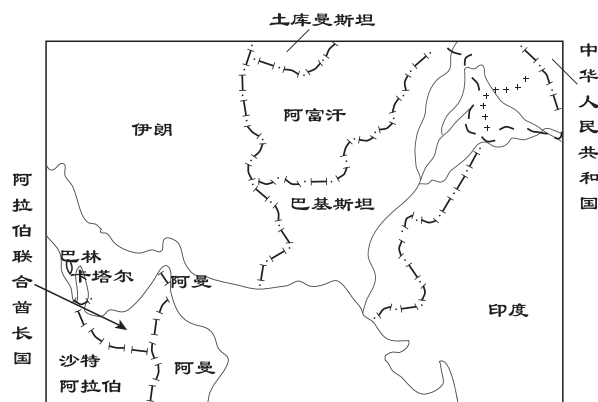 土库曼斯坦
中华人民共和国
阿富汗
伊朗
阿拉伯联合酋长国
巴基斯坦
巴林
卡塔尔
阿曼
印度
沙特
阿拉伯
阿曼